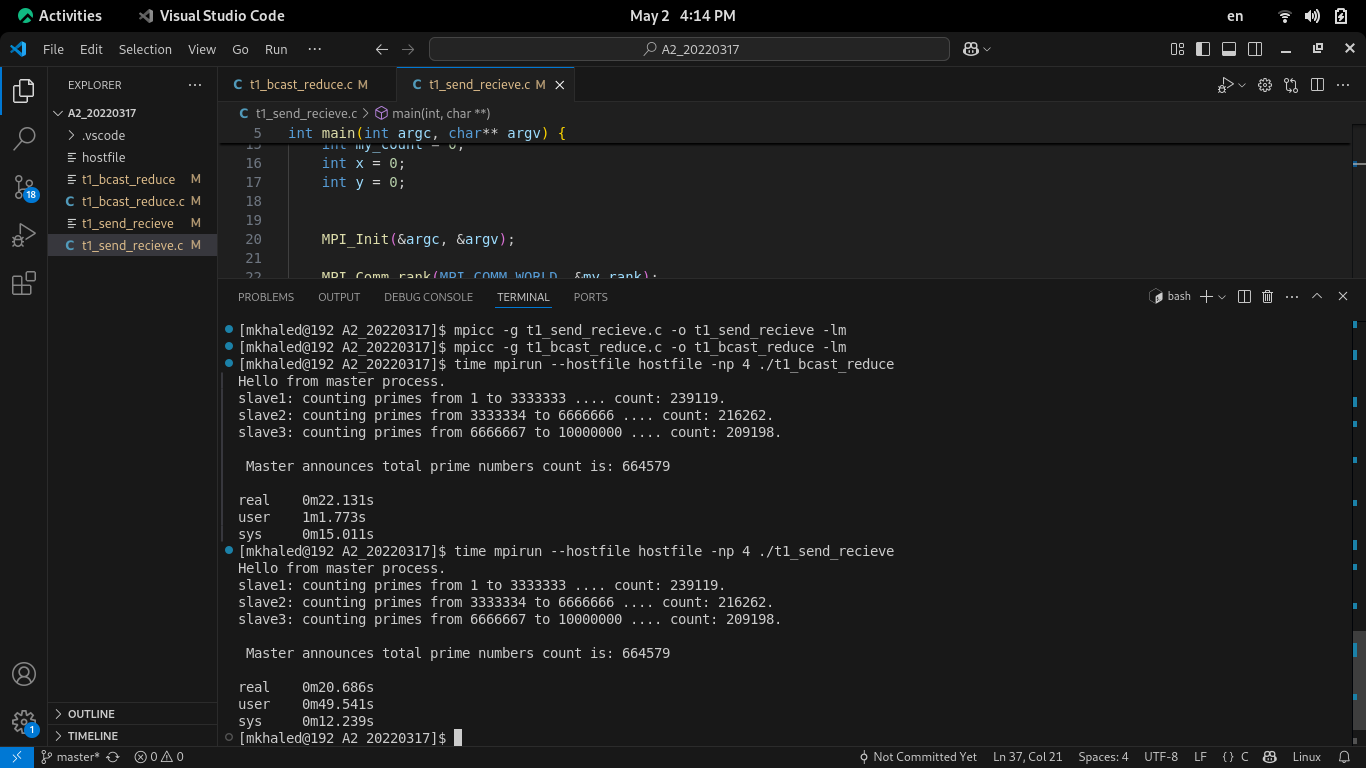 Activities Visual Studio Code May 2 4:14 PM en
File Edit Selection View Go Run ··· A2_20220317
EXPLORER ···
A2_20220317
.vscode
hostfile
t1_bcast_reduce M
t1_bcast_reduce.c M
t1_send_recieve M
t1_send_recieve.c M
OUTLINE
TIMELINE
18
1
C t1_bcast_reduce.c M C t1_send_recieve.c M
C t1_send_recieve.c > main(int, char **)
5 int main(int argc, char** argv) {
15 int my_count = 0;
16 int x = 0;
17 int y = 0;
18
19
20 MPI_Init(&argc, &argv);
21
22 MPI_Comm_rank(MPI_COMM_WORLD, &my_rank);
PROBLEMS OUTPUT DEBUG CONSOLE TERMINAL PORTS bash
[mkhaled@192 A2_20220317]$ mpicc -g t1_send_recieve.c -o t1_send_recieve -lm
[mkhaled@192 A2_20220317]$ mpicc -g t1_bcast_reduce.c -o t1_bcast_reduce -lm
[mkhaled@192 A2_20220317]$ time mpirun --hostfile hostfile -np 4 ./t1_bcast_reduce
Hello from master process.
slave1: counting primes from 1 to 3333333 .... count: 239119.
slave2: counting primes from 3333334 to 6666666 .... count: 216262.
slave3: counting primes from 6666667 to 10000000 .... count: 209198.
Master announces total prime numbers count is: 664579
real 0m22.131s
user 1m1.773s
sys 0m15.011s
[mkhaled@192 A2_20220317]$ time mpirun --hostfile hostfile -np 4 ./t1_send_recieve
Hello from master process.
slave1: counting primes from 1 to 3333333 .... count: 239119.
slave2: counting primes from 3333334 to 6666666 .... count: 216262.
slave3: counting primes from 6666667 to 10000000 .... count: 209198.
Master announces total prime numbers count is: 664579
real 0m20.686s
user 0m49.541s
sys 0m12.239s
[mkhaled@192 A2_20220317]$
master* 0 0 Not Committed Yet Ln 37, Col 21 Spaces: 4 UTF-8 LF { } C Linux